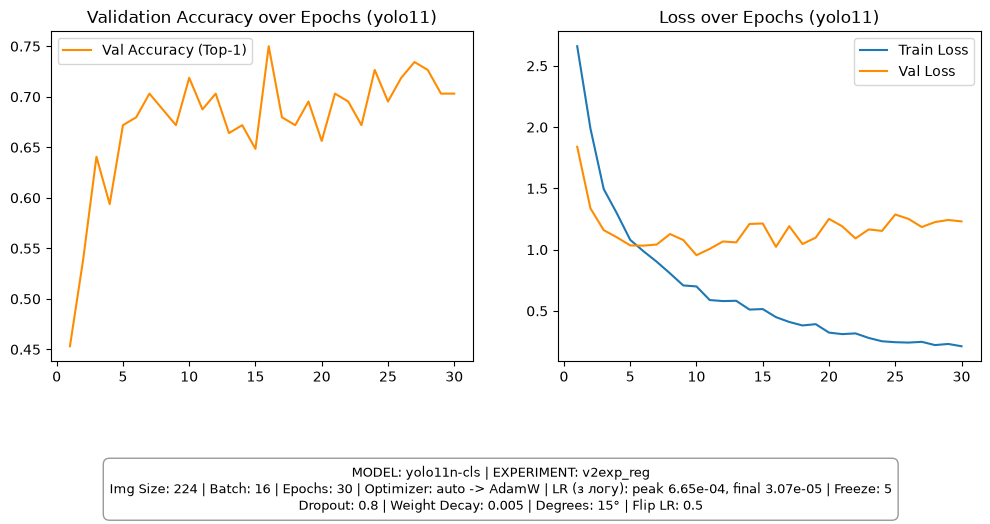 Validation Accuracy over Epochs (yolo11)
Val Accuracy (Top-1)
0.75
0.70
0.65
0.60
0.55
0.50
0.45
0 5 10 15 20 25 30
Loss over Epochs (yolo11)
Train Loss
Val Loss
2.5
2.0
1.5
1.0
0.5
0 5 10 15 20 25 30
MODEL: yolo11n-cls | EXPERIMENT: v2exp_reg
Img Size: 224 | Batch: 16 | Epochs: 30 | Optimizer: auto -> AdamW | LR (з логу): peak 6.65e-04, final 3.07e-05 | Freeze: 5
Dropout: 0.8 | Weight Decay: 0.005 | Degrees: 15° | Flip LR: 0.5